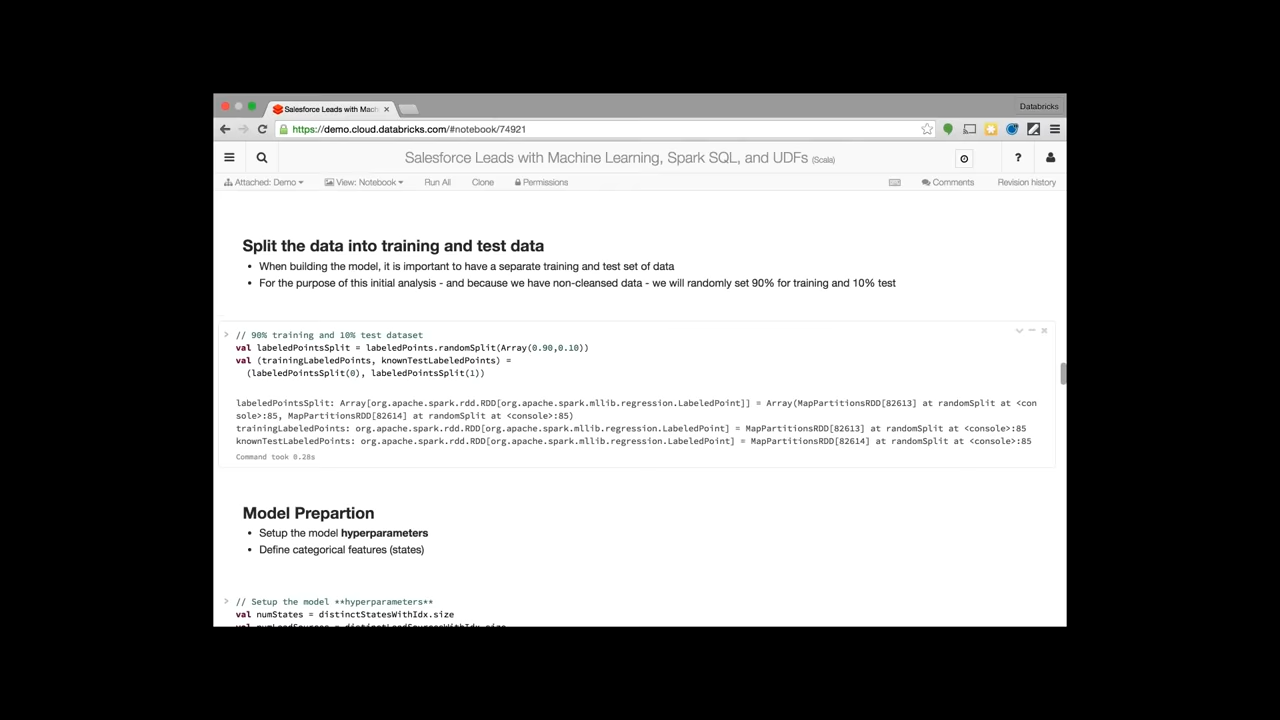 Salesforce Leads with Mach
Databricks
https://demo.cloud.databricks.com/#notebook/74921
Salesforce Leads with Machine Learning, Spark SQL, and UDFs (Scala)
?
Attached: Demo
View: Notebook
Run All
Clone
Permissions
Comments
Revision history
Split the data into training and test data
• When building the model, it is important to have a separate training and test set of data
• For the purpose of this initial analysis - and because we have non-cleansed data - we will randomly set 90% for training and 10% test
> // 90% training and 10% test dataset
val labeledPointsSplit = labeledPoints.randomSplit(Array(0.90,0.10))
val (trainingLabeledPoints, knownTestLabeledPoints) =
(labeledPointsSplit(0), labeledPointsSplit(1))
labeledPointsSplit: Array[org.apache.spark.rdd.RDD[org.apache.spark.mllib.regression.LabeledPoint]] = Array(MapPartitionsRDD[82613] at randomSplit at <con
sole>:85, MapPartitionsRDD[82614] at randomSplit at <console>:85)
trainingLabeledPoints: org.apache.spark.rdd.RDD[org.apache.spark.mllib.regression.LabeledPoint] = MapPartitionsRDD[82613] at randomSplit at <console>:85
knownTestLabeledPoints: org.apache.spark.rdd.RDD[org.apache.spark.mllib.regression.LabeledPoint] = MapPartitionsRDD[82614] at randomSplit at <console>:85
Command took 0.28s
Model Prepartion
• Setup the model hyperparameters
• Define categorical features (states)
> // Setup the model **hyperparameters**
val numStates = distinctStatesWithIdx.size
val numLeadSources = distinctLeadSourcesWithIdx.size